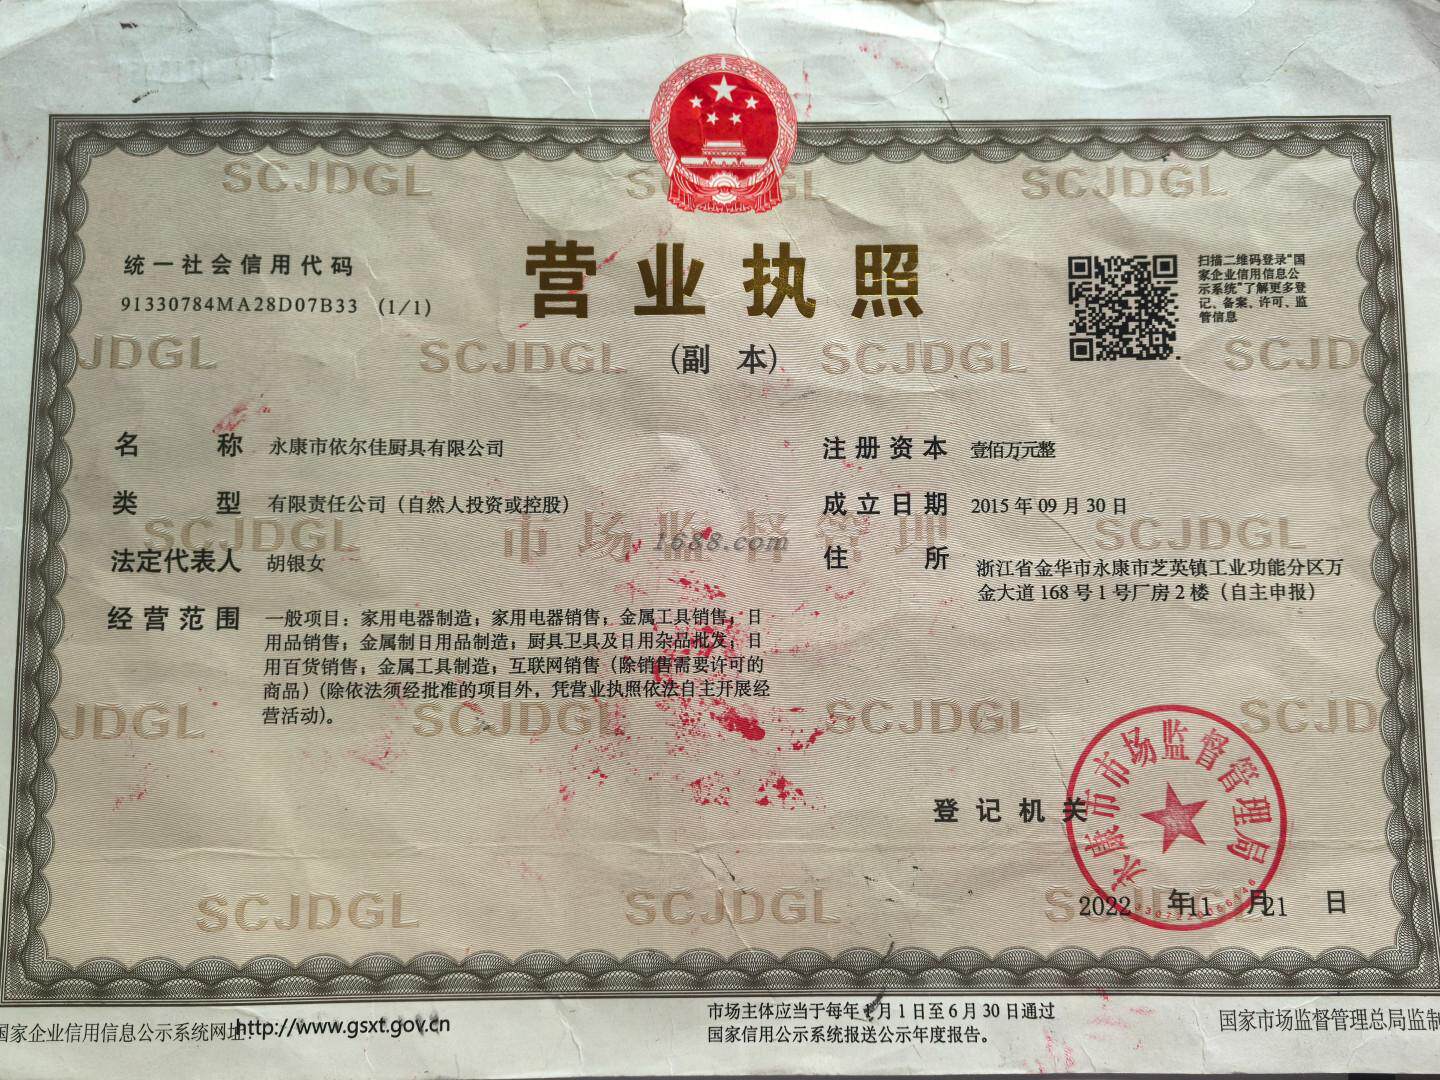 SCJDGL SCJDGL SCJDGL
营业执照
(副 本)
统一社会信用代码
91330784MA28D07B33 (1/1)
扫描二维码登录“国
家企业信用信息公
示系统”了解更多登
记、备案、许可、监
管信息
JDGL SCJDGL SCJDGL SCJD
名 称 永康市依尔佳厨具有限公司
类 型 有限责任公司（自然人投资或控股）
法定代表人 胡银女
经营范围 一般项目：家用电器制造；家用电器销售；金属工具销售；日
用品销售；金属制日用品制造；厨具卫具及日用杂品批发；日
用百货销售；金属工具制造；互联网销售（除销售需要许可的
商品）(除依法须经批准的项目外，凭营业执照依法自主开展经
营活动)。
注册资本 壹佰万元整
成立日期 2015年09月30日
住 所 浙江省金华市永康市芝英镇工业功能分区万
金大道168号1号厂房2楼（自主申报）
SCJDGL 市场监督管理 SCJDGL
1688.com
JDGL SCJDGL SCJDGL SCJD
登记机关
永康市市场监督管理局
2022 年11 月21 日
SCJDGL SCJDGL SCJDGL
国家企业信用信息公示系统网址：http://www.gsxt.gov.cn
市场主体应当于每年1月1日至6月30日通过
国家信用公示系统报送公示年度报告。
国家市场监督管理总局监制